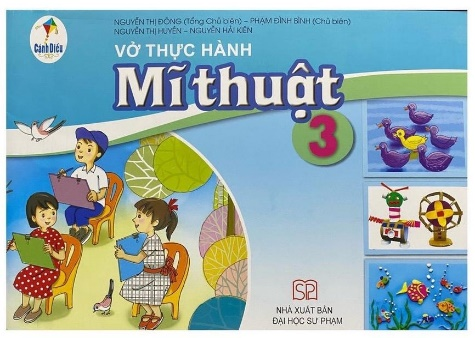 NGUYỄN THỊ ĐÔNG (Tổng Chủ biên) – PHẠM ĐÌNH BÌNH (Chủ biên)
NGUYỄN THỊ HUYỀN – NGUYỄN HẢI KIÊN
Cánh Diều
VỞ THỰC HÀNH
Mĩ thuật
3
NHÀ XUẤT BẢN
ĐẠI HỌC SƯ PHẠM